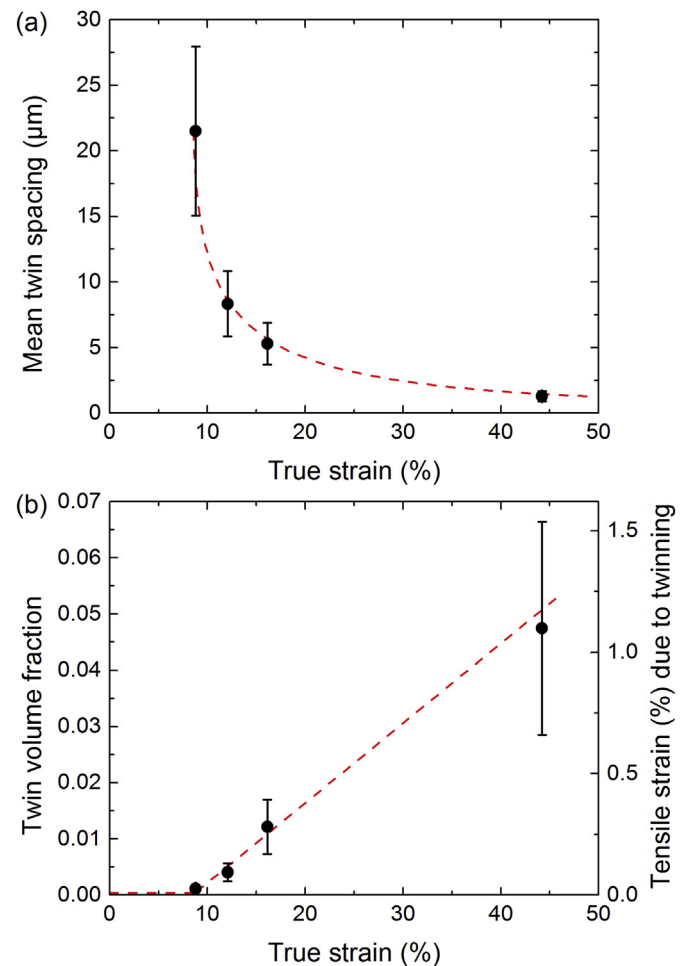 (a)
30
25
20
15
10
5
0
Mean twin spacing (µm)
0 10 20 30 40 50
True strain (%)
(b)
0.07
0.06
0.05
0.04
0.03
0.02
0.01
0.00
Twin volume fraction
1.5
1.0
0.5
0.0
Tensile strain (%) due to twinning
0 10 20 30 40 50
True strain (%)